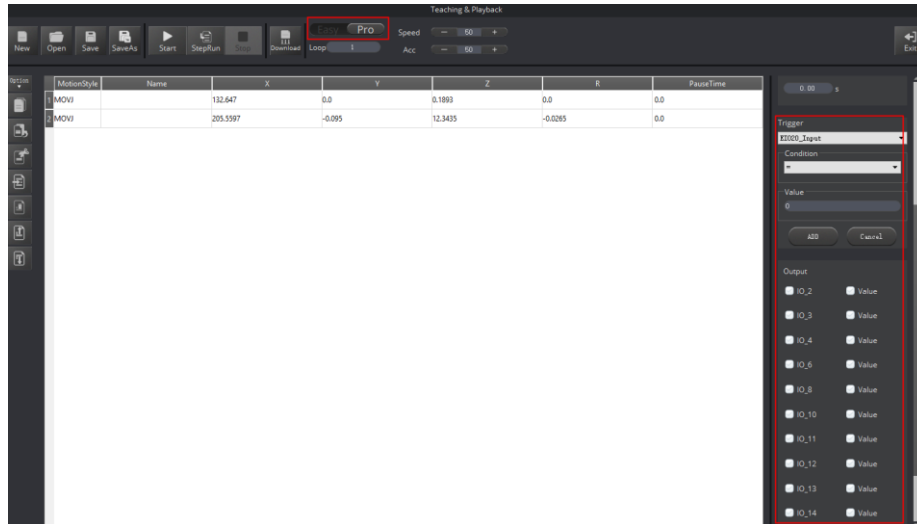 Teaching & Playback
Easy Pro
Speed - 50 +
New Open Save SaveAs Start StepRun Stop Download Loop 1 Acc - 50 + Exit
Option
MotionStyle Name X Y Z R PauseTime
1 MOVJ 132.647 0.0 0.1893 0.0 0.0
2 MOVJ 205.5597 -0.095 12.3435 -0.0265 0.0
0.00 s
Trigger
EIO20_Input
Condition
=
Value
0
ADD Cancel
Output
IO_2 Value
IO_3 Value
IO_4 Value
IO_6 Value
IO_8 Value
IO_10 Value
IO_11 Value
IO_12 Value
IO_13 Value
IO_14 Value